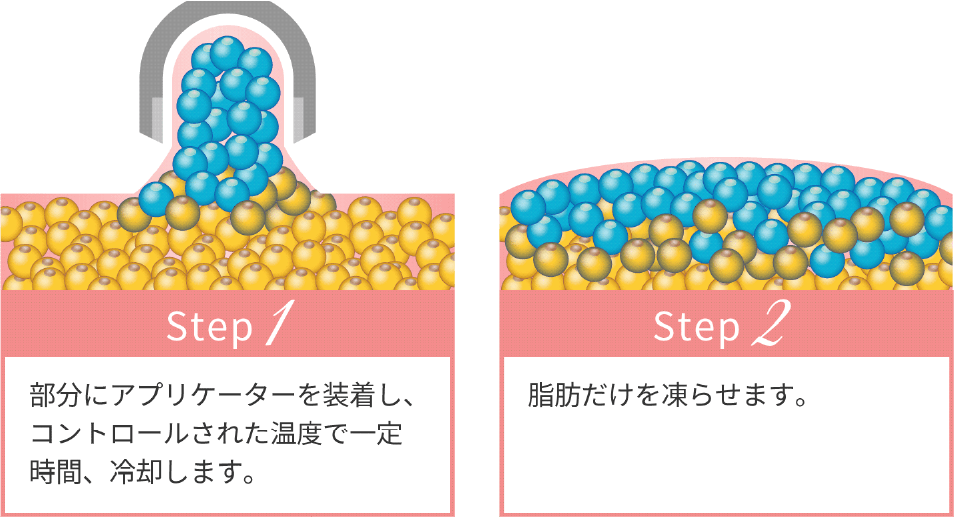 Step 1
部分にアプリケーターを装着し、
コントロールされた温度で一定
時間、冷却します。
Step 2
脂肪だけを凍らせます。